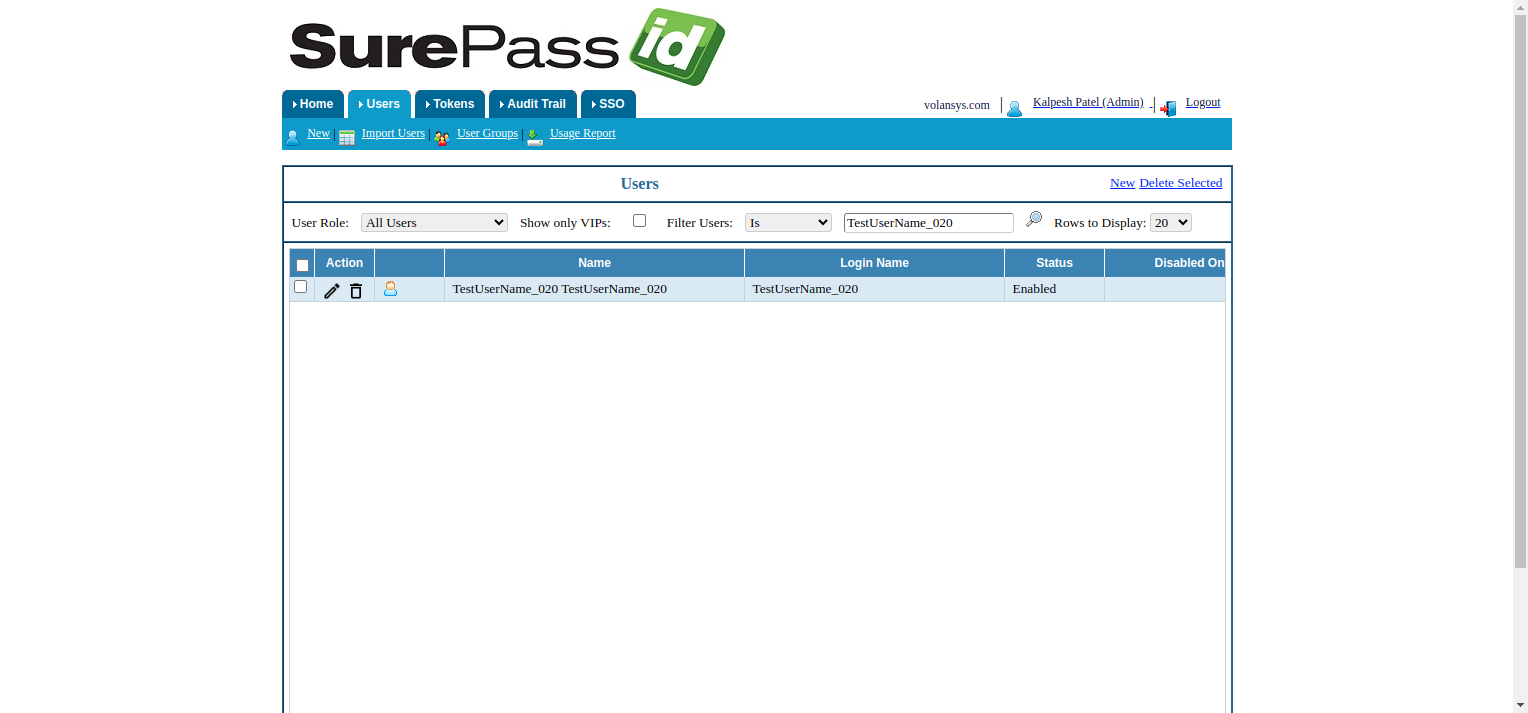 SurePass id
Home Users Tokens Audit Trail SSO
volansys.com | Kalpesh Patel (Admin) - | Logout
New | Import Users | User Groups | Usage Report
Users New Delete Selected
User Role: All Users Show only VIPs: Filter Users: Is TestUserName_020 Rows to Display: 20
Action Name Login Name Status Disabled On
TestUserName_020 TestUserName_020 TestUserName_020 Enabled